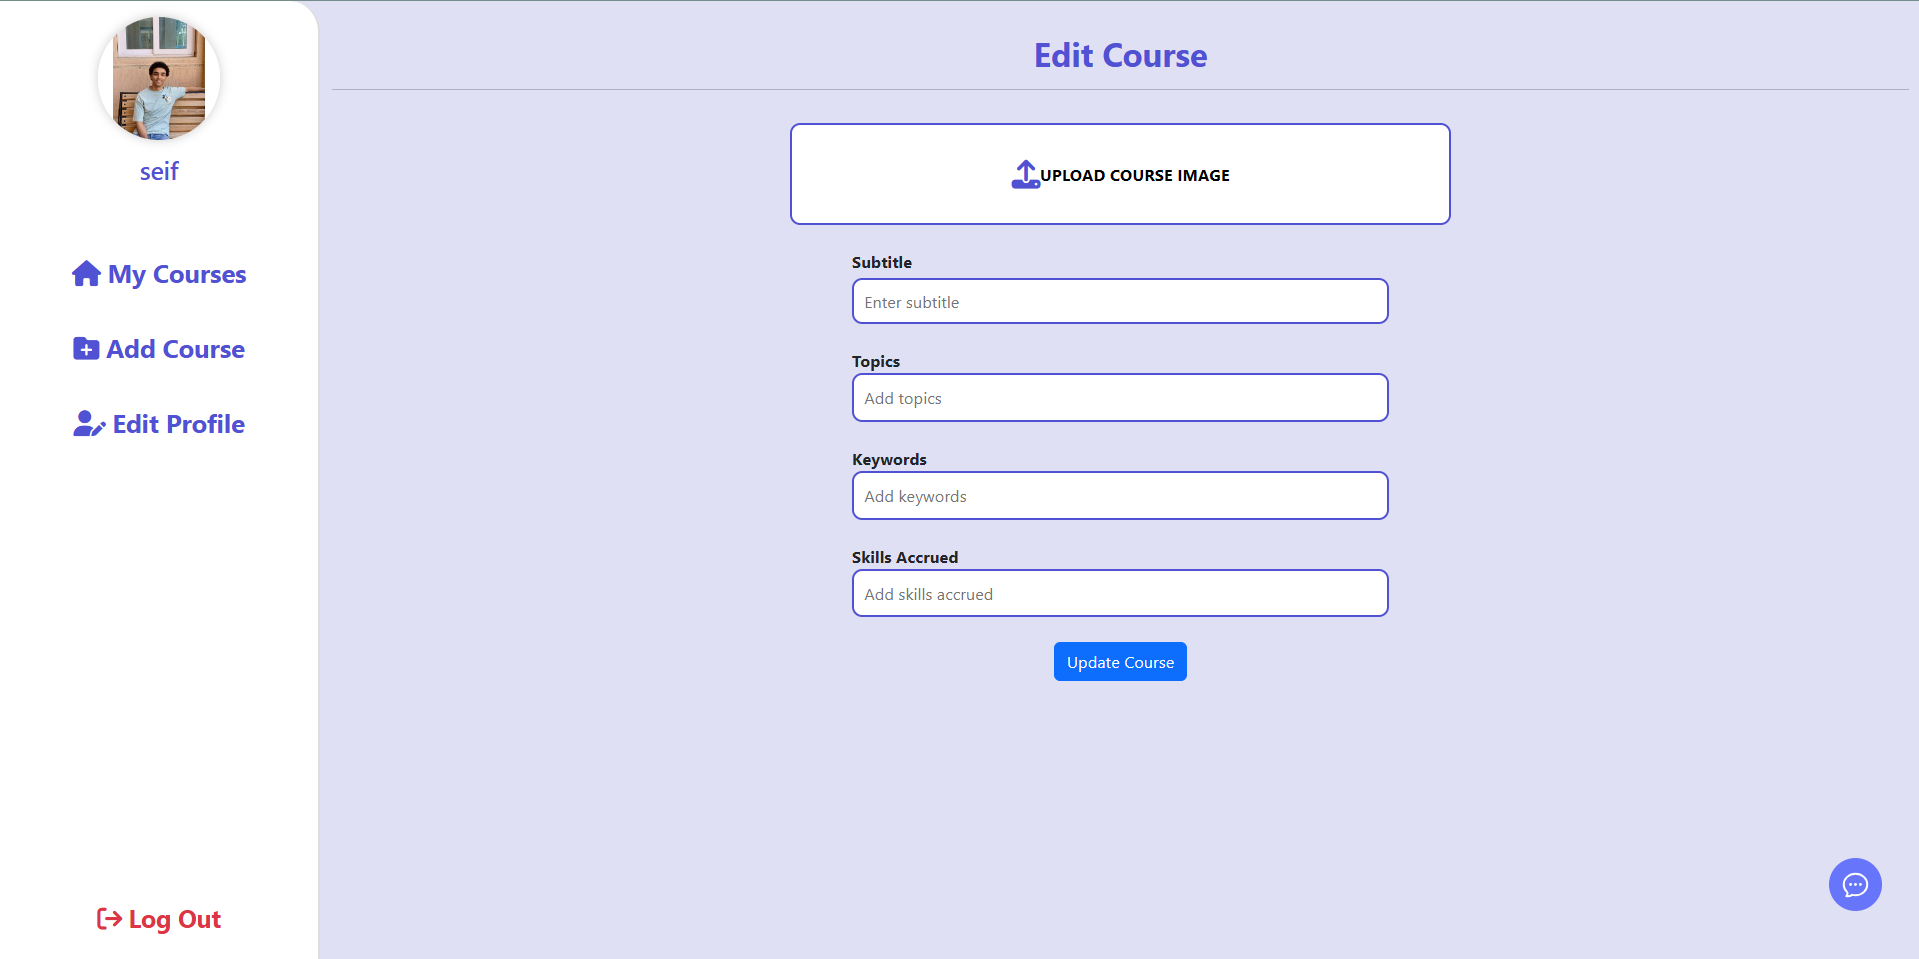 seif
My Courses
Add Course
Edit Profile
Log Out
Edit Course
UPLOAD COURSE IMAGE
Subtitle
Enter subtitle
Topics
Add topics
Keywords
Add keywords
Skills Accrued
Add skills accrued
Update Course